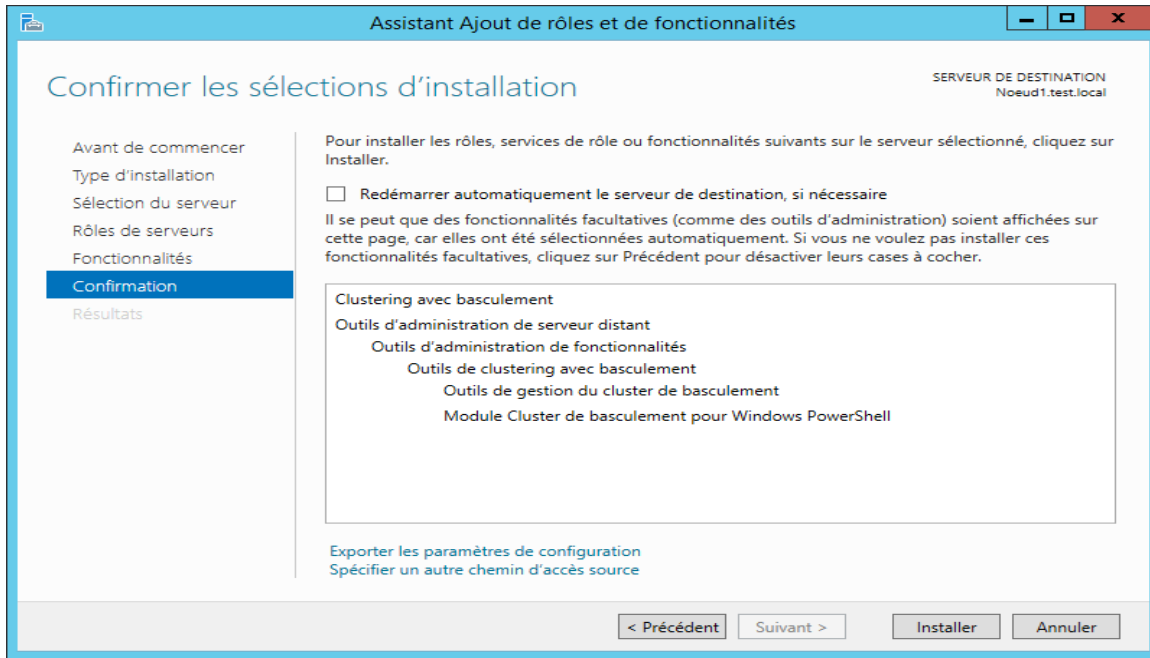 Assistant Ajout de rôles et de fonctionnalités
Confirmer les sélections d'installation
SERVEUR DE DESTINATION
Noeud1.test.local
Avant de commencer
Type d'installation
Sélection du serveur
Rôles de serveurs
Fonctionnalités
Confirmation
Résultats
Pour installer les rôles, services de rôle ou fonctionnalités suivants sur le serveur sélectionné, cliquez sur
Installer.
Redémarrer automatiquement le serveur de destination, si nécessaire
Il se peut que des fonctionnalités facultatives (comme des outils d'administration) soient affichées sur
cette page, car elles ont été sélectionnées automatiquement. Si vous ne voulez pas installer ces
fonctionnalités facultatives, cliquez sur Précédent pour désactiver leurs cases à cocher.
Clustering avec basculement
Outils d'administration de serveur distant
Outils d'administration de fonctionnalités
Outils de clustering avec basculement
Outils de gestion du cluster de basculement
Module Cluster de basculement pour Windows PowerShell
Exporter les paramètres de configuration
Spécifier un autre chemin d'accès source
< Précédent
Suivant >
Installer
Annuler